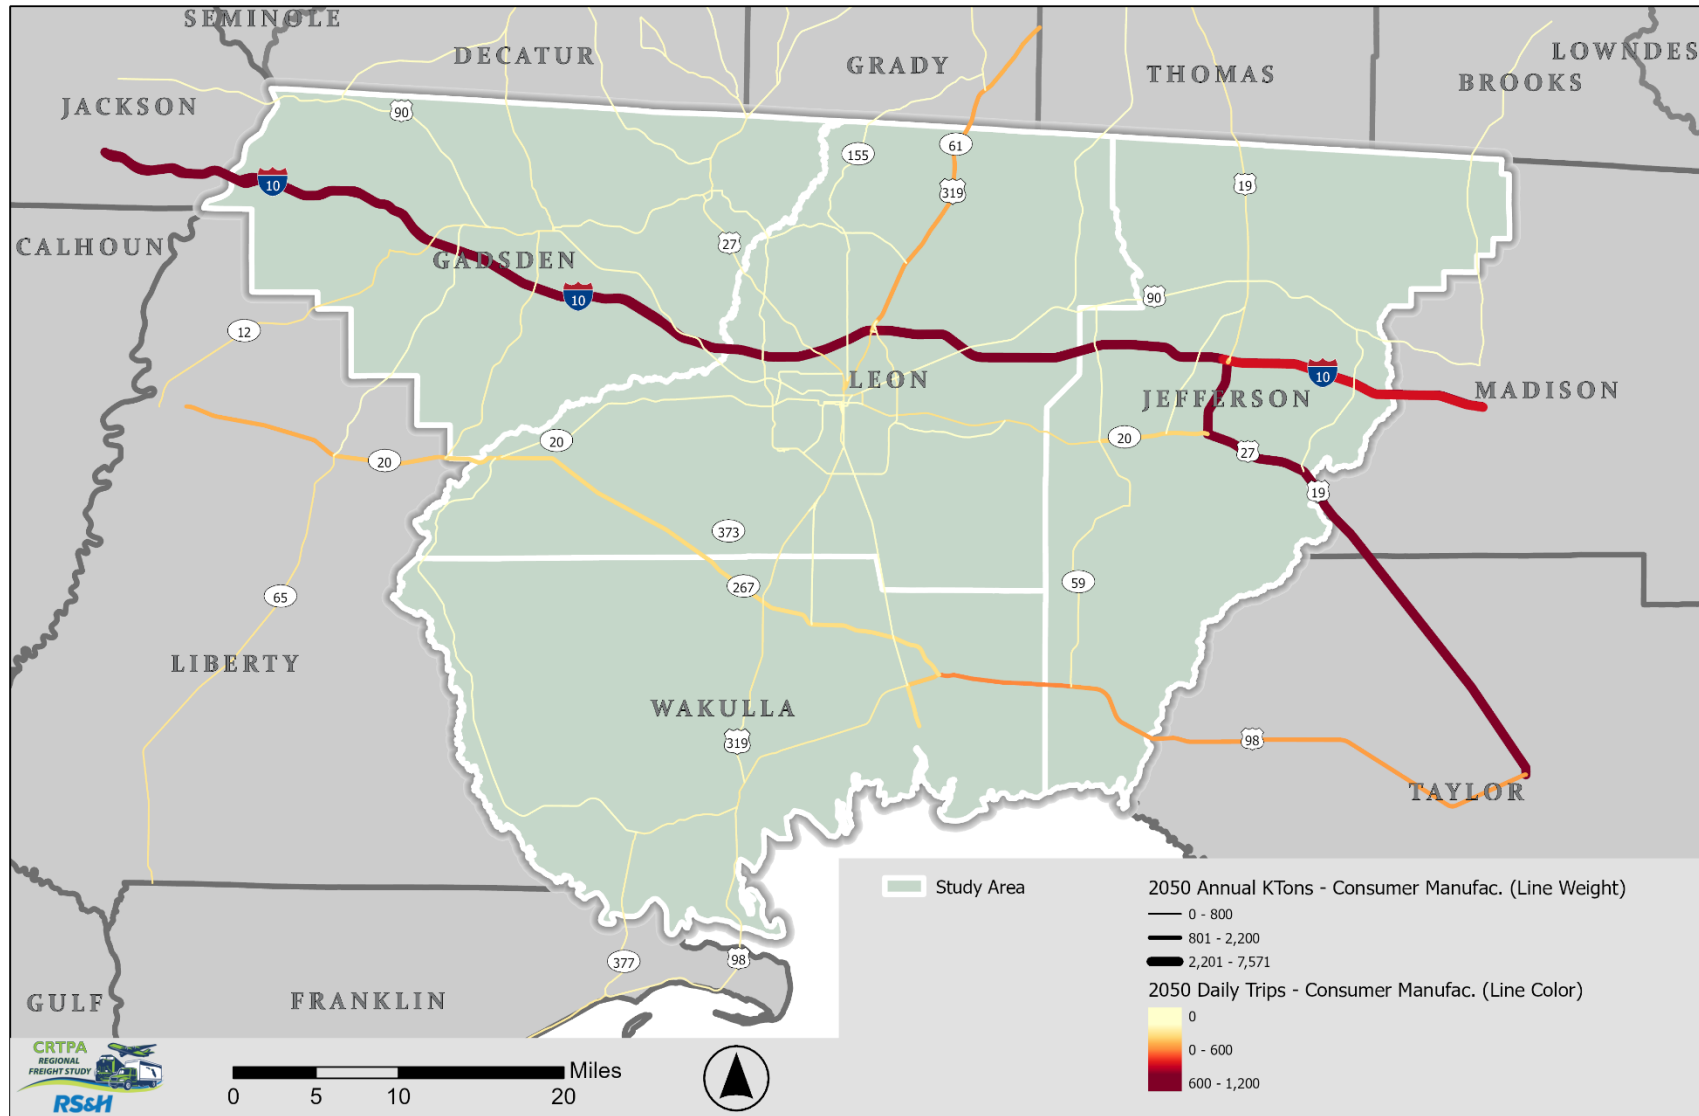 SEMINOLE
DECATUR
GRADY
THOMAS
LOWNDES
BROOKS
JACKSON
90
155
61
319
19
10
CALHOUN
27
GADSDEN
10
90
12
LEON
10
JEFFERSON
MADISON
20
20
20
27
19
373
267
59
65
LIBERTY
WAKULLA
319
98
TAYLOR
377
98
GULF
FRANKLIN
Study Area
2050 Annual KTons - Consumer Manufac. (Line Weight)
0 - 800
801 - 2,200
2,201 - 7,571
2050 Daily Trips - Consumer Manufac. (Line Color)
0
0 - 600
600 - 1,200
CRTPA
REGIONAL
FREIGHT STUDY
RS&H
Miles
0 5 10 20